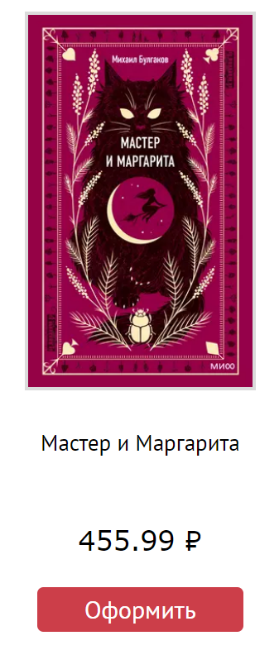 Михаил Булгаков
МАСТЕР
И МАРГАРИТА
МИФ
Мастер и Маргарита
455.99 ₽
Оформить